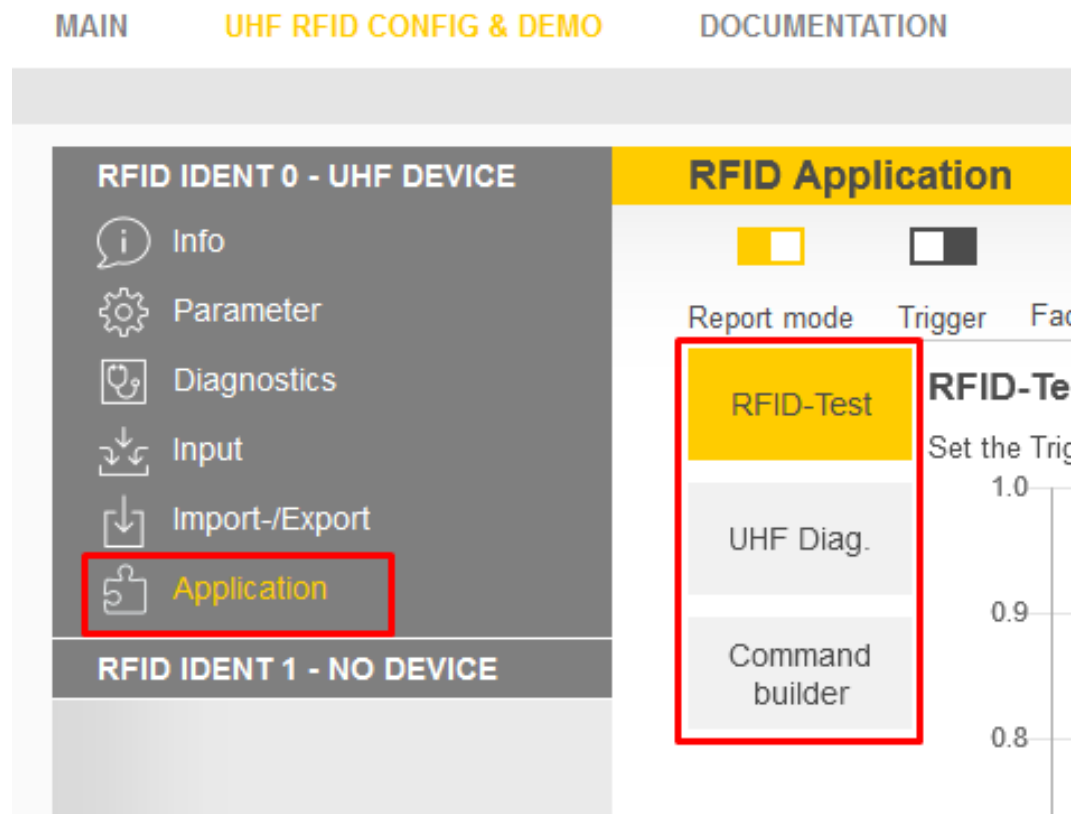 MAIN UHF RFID CONFIG & DEMO DOCUMENTATION
RFID IDENT 0 - UHF DEVICE
Info
Parameter
Diagnostics
Input
Import-/Export
Application
RFID IDENT 1 - NO DEVICE
RFID Application
Report mode Trigger
RFID-Test
UHF Diag.
Command
builder
Set the
1.0
0.9
0.8